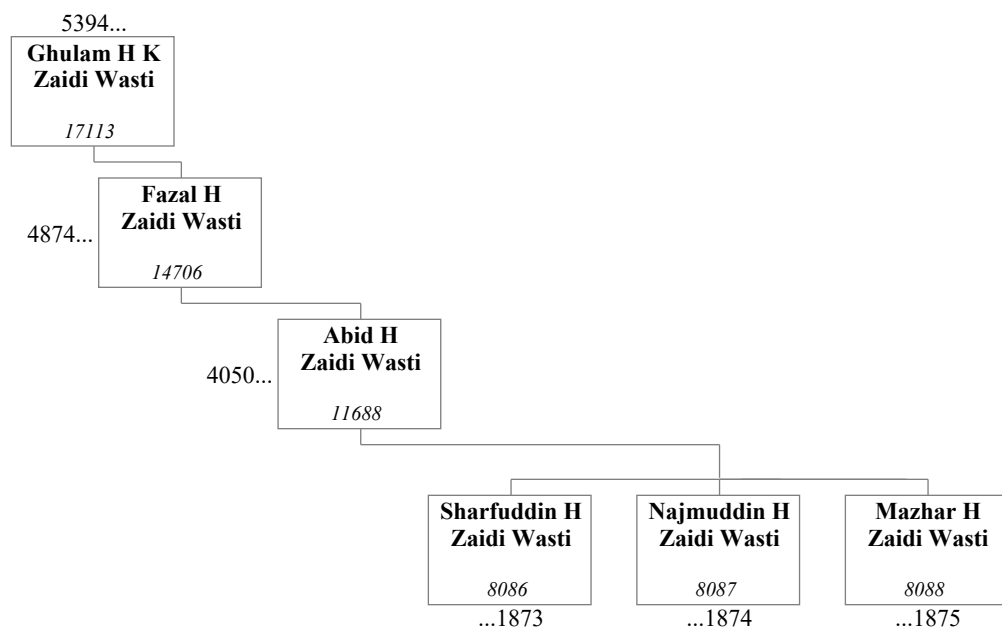 5394...
Ghulam H K
Zaidi Wasti
17113
Fazal H
Zaidi Wasti
4874...
14706
Abid H
Zaidi Wasti
4050...
11688
Sharfuddin H
Zaidi Wasti
8086
...1873
Najmuddin H
Zaidi Wasti
8087
...1874
Mazhar H
Zaidi Wasti
8088
...1875